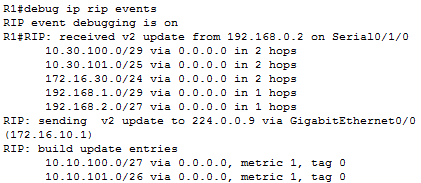 R1#debug ip rip events
RIP event debugging is on
R1#RIP: received v2 update from 192.168.0.2 on Serial0/1/0
10.30.100.0/29 via 0.0.0.0 in 2 hops
10.30.101.0/25 via 0.0.0.0 in 2 hops
172.16.30.0/24 via 0.0.0.0 in 2 hops
192.168.1.0/29 via 0.0.0.0 in 1 hops
192.168.2.0/27 via 0.0.0.0 in 1 hops
RIP: sending  v2 update to 224.0.0.9 via GigabitEthernet0/0
(172.16.10.1)
RIP: build update entries
10.10.100.0/27 via 0.0.0.0, metric 1, tag 0
10.10.101.0/26 via 0.0.0.0, metric 1, tag 0